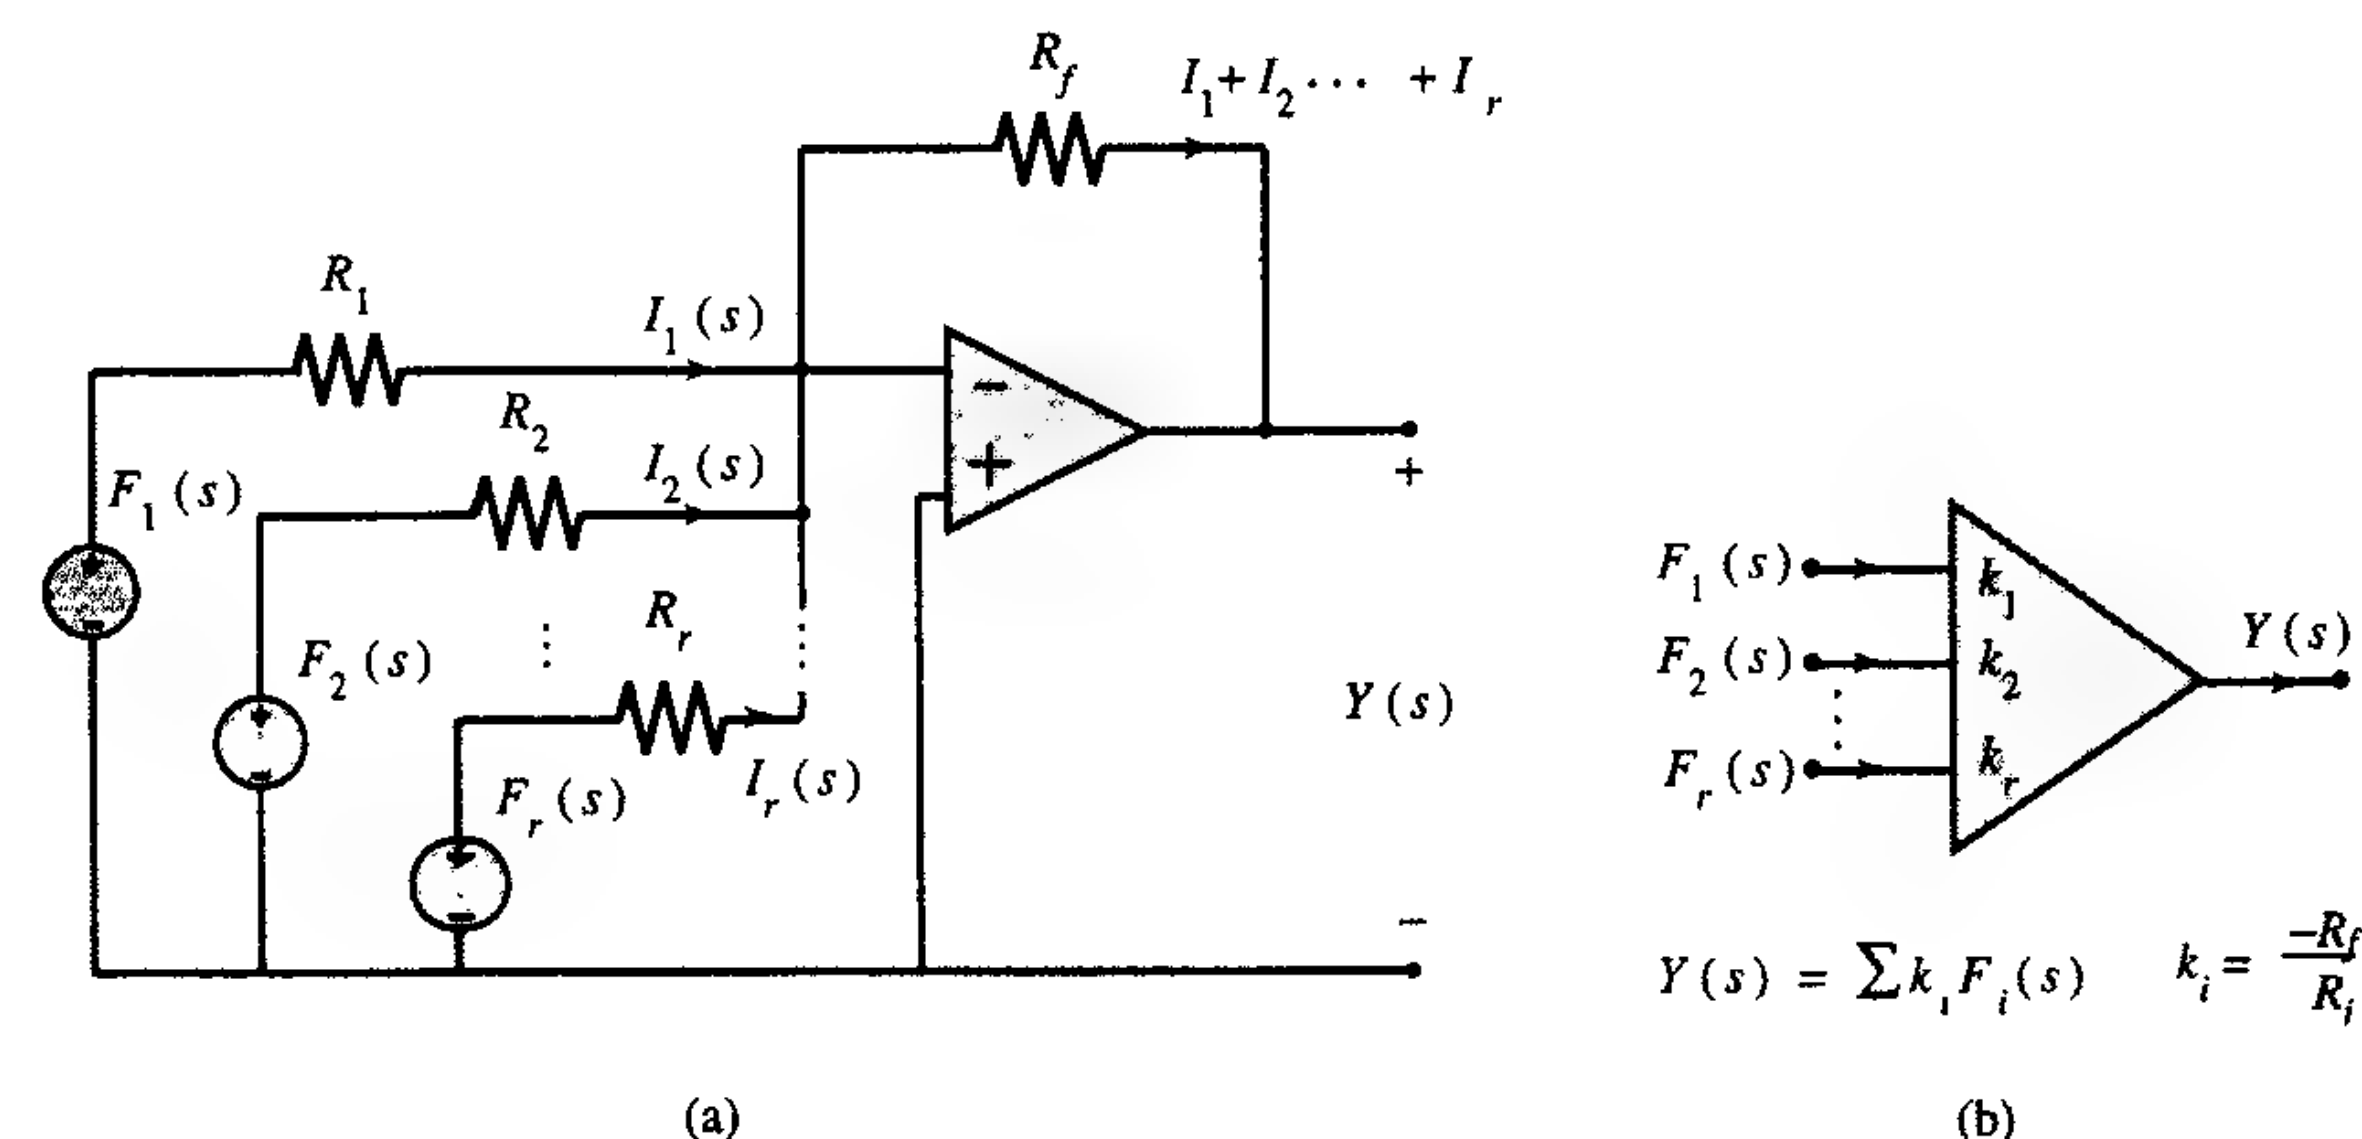 R_f
I_1 + I_2 ··· + I_r
R_1
I_1(s)
R_2
−
F_1(s)
I_2(s)
+
+
R_r
F_2(s)
⋮
⋮
Y(s)
F_r(s)
I_r(s)
−
(a)
F_1(s)
k_1
F_2(s)
k_2
Y(s)
⋮
F_r(s)
k_r
Y(s) = ∑ k_i F_i(s) k_i = −R_f / R_i
(b)